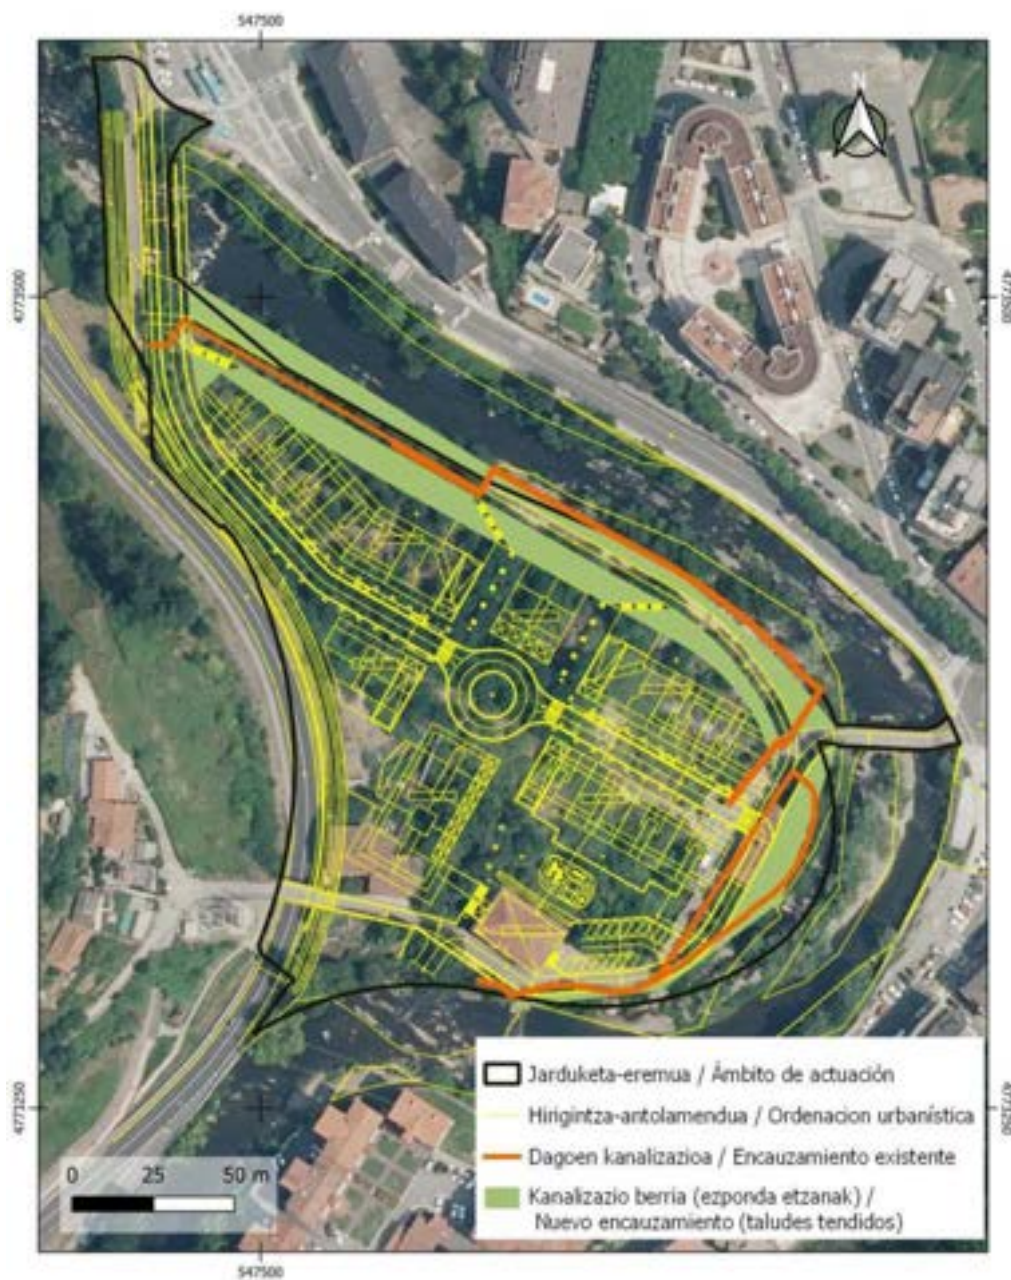 547500
N
4773500
4773500
4773250
4773250
0 25 50 m
Jarduketa-eremua / Ámbito de actuación
Hirigintza-antolamendua / Ordenacion urbanística
Dagoen kanalizazioa / Encauzamiento existente
Kanalizazio berria (ezponda etzanak) /
Nuevo encauzamiento (taludes tendidos)
547500